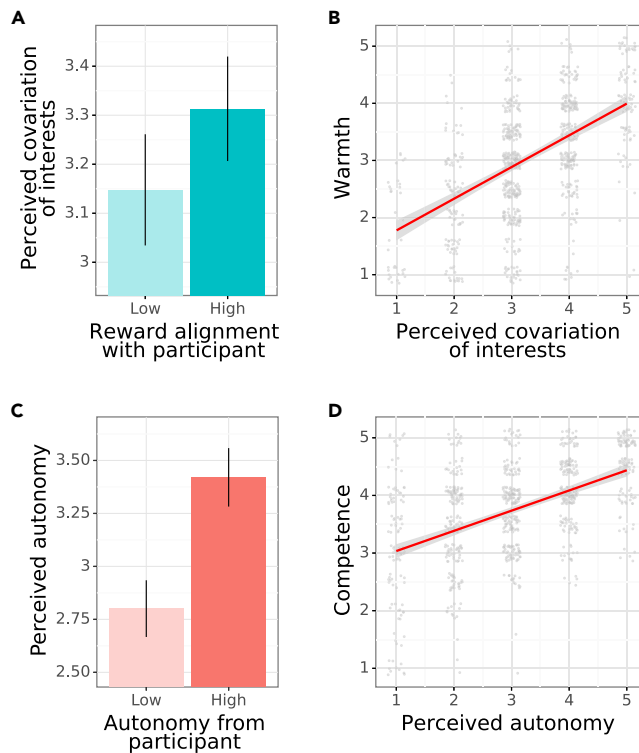 A
Perceived covariation
of interests
3.4
3.3
3.2
3.1
3
Low High
Reward alignment
with participant
B
Warmth
5
4
3
2
1
1 2 3 4 5
Perceived covariation
of interests
C
Perceived autonomy
3.50
3.25
3
2.75
2.50
Low High
Autonomy from
participant
D
Competence
5
4
3
2
1
1 2 3 4 5
Perceived autonomy